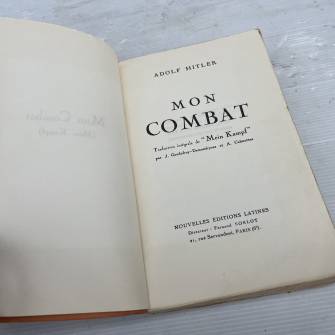 ADOLF HITLER
MON
COMBAT
Traduction intégrale de "Mein Kampf"
par J. Gaudefroy-Demombynes et A. Calmettes
NOUVELLES EDITIONS LATINES
Directeur : Fernand SORLOT
21, rue Servandoni, PARIS (6ᵉ).